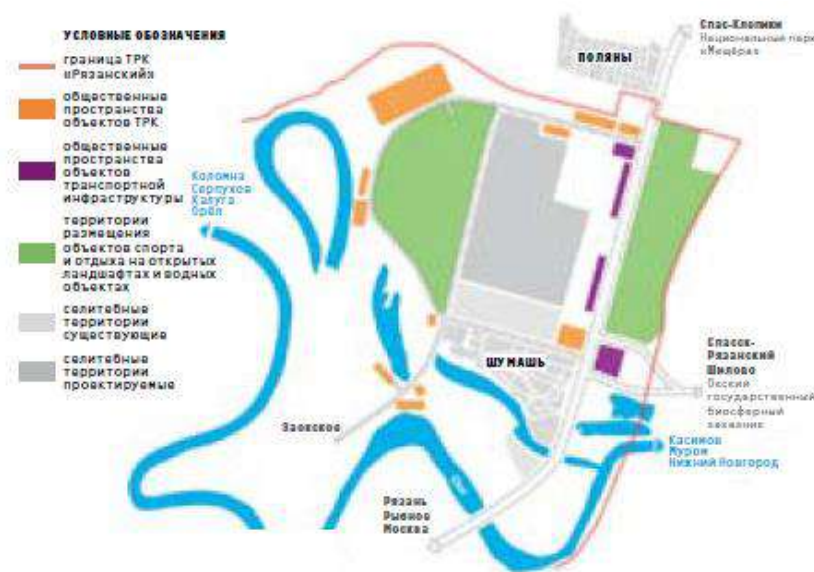 УСЛОВНЫЕ ОБОЗНАЧЕНИЯ
граница ТРК
«Рязанский»
общественные
пространства
объектов ТРК
общественные
пространства
объектов
транспортной
инфраструктуры
территории
размещения
объектов спорта
и отдыха на открытых
ландшафтах и водных
объектах
селитебные
территории
существующие
селитебные
территории
проектируемые
Коломна
Серпухов
Калуга
Орёл
ПОЛЯНЫ
Спас-Клепики
Национальный парк
«Мещёра»
ШУМАШЬ
Спасск-
Рязанский
Шилово
Окский
государственный
биосферный
заповедник
Касимов
Муром
Нижний Новгород
Заокское
Ока
Рязань
Рыбное
Москва